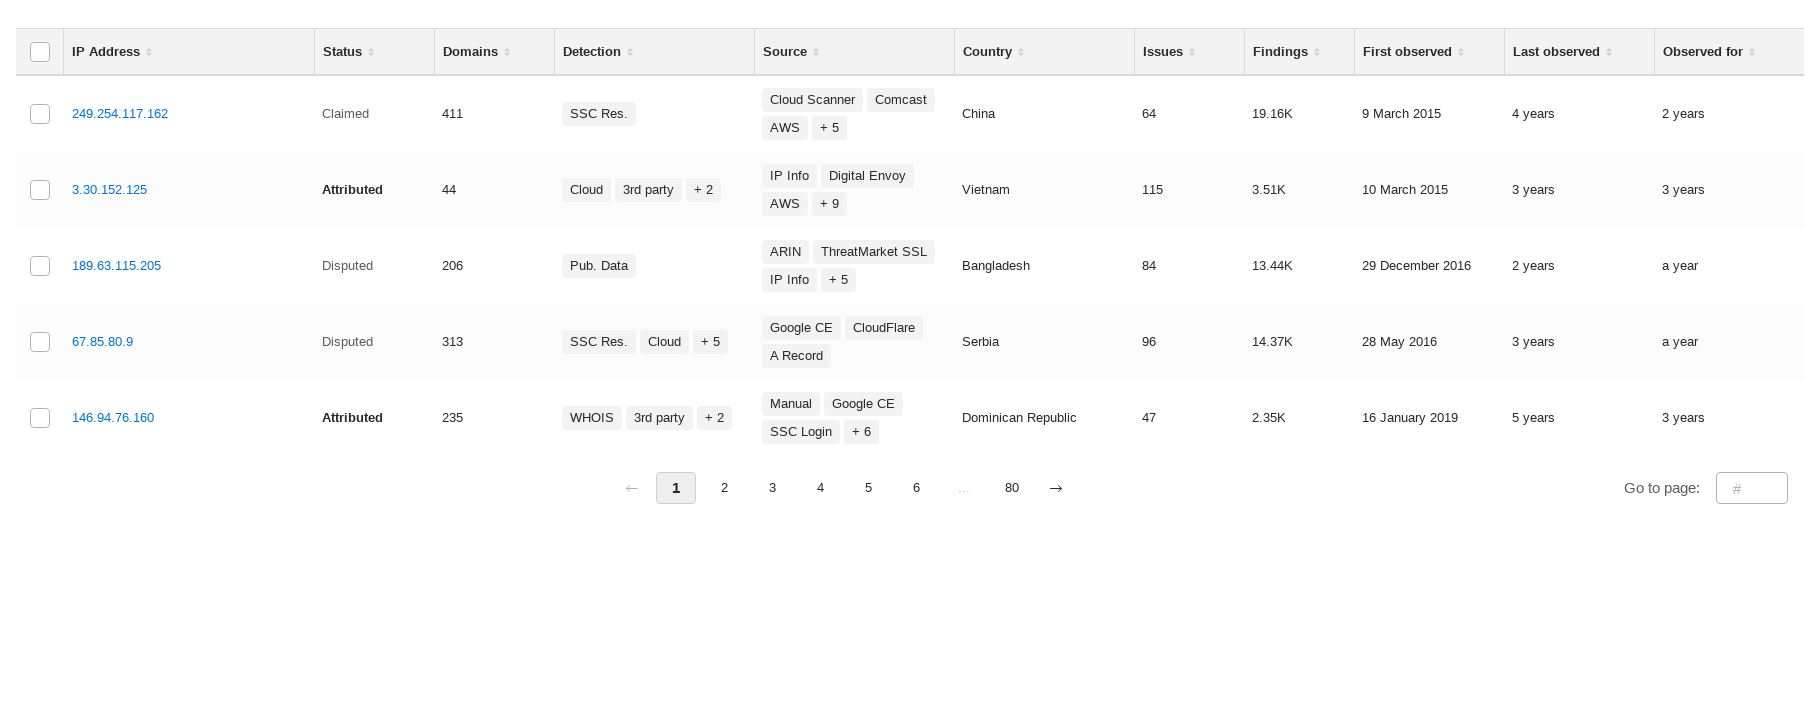 IP Address Status Domains Detection Source Country Issues Findings First observed Last observed Observed for
249.254.117.162 Claimed 411 SSC Res. Cloud Scanner Comcast AWS + 5 China 64 19.16K 9 March 2015 4 years 2 years
3.30.152.125 Attributed 44 Cloud 3rd party + 2 IP Info Digital Envoy AWS + 9 Vietnam 115 3.51K 10 March 2015 3 years 3 years
189.63.115.205 Disputed 206 Pub. Data ARIN ThreatMarket SSL IP Info + 5 Bangladesh 84 13.44K 29 December 2016 2 years a year
67.85.80.9 Disputed 313 SSC Res. Cloud + 5 Google CE CloudFlare A Record Serbia 96 14.37K 28 May 2016 3 years a year
146.94.76.160 Attributed 235 WHOIS 3rd party + 2 Manual Google CE SSC Login + 6 Dominican Republic 47 2.35K 16 January 2019 5 years 3 years
← 1 2 3 4 5 6 ... 80 → Go to page: #